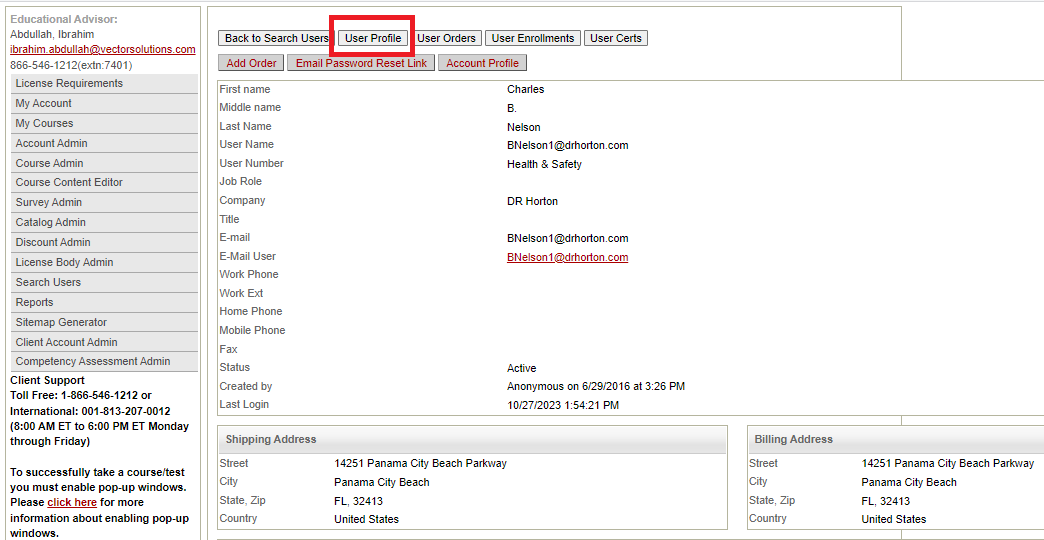 Educational Advisor:
Abdullah, Ibrahim
ibrahim.abdullah@vectorsolutions.com
866-546-1212(extn:7401)
License Requirements
My Account
My Courses
Account Admin
Course Admin
Course Content Editor
Survey Admin
Catalog Admin
Discount Admin
License Body Admin
Search Users
Reports
Sitemap Generator
Client Account Admin
Competency Assessment Admin
Client Support
Toll Free: 1-866-546-1212 or
International: 001-813-207-0012
(8:00 AM ET to 6:00 PM ET Monday
through Friday)
To successfully take a course/test
you must enable pop-up windows.
Please click here for more
information about enabling pop-up
windows.
Back to Search Users User Profile User Orders User Enrollments User Certs
Add Order Email Password Reset Link Account Profile
First name Charles
Middle name B.
Last Name Nelson
User Name BNelson1@drhorton.com
User Number Health & Safety
Job Role
Company DR Horton
Title
E-mail BNelson1@drhorton.com
E-Mail User BNelson1@drhorton.com
Work Phone
Work Ext
Home Phone
Mobile Phone
Fax
Status Active
Created by Anonymous on 6/29/2016 at 3:26 PM
Last Login 10/27/2023 1:54:21 PM
Shipping Address
Street 14251 Panama City Beach Parkway
City Panama City Beach
State, Zip FL, 32413
Country United States
Billing Address
Street 14251 Panama City Beach Parkway
City Panama City Beach
State, Zip FL, 32413
Country United States